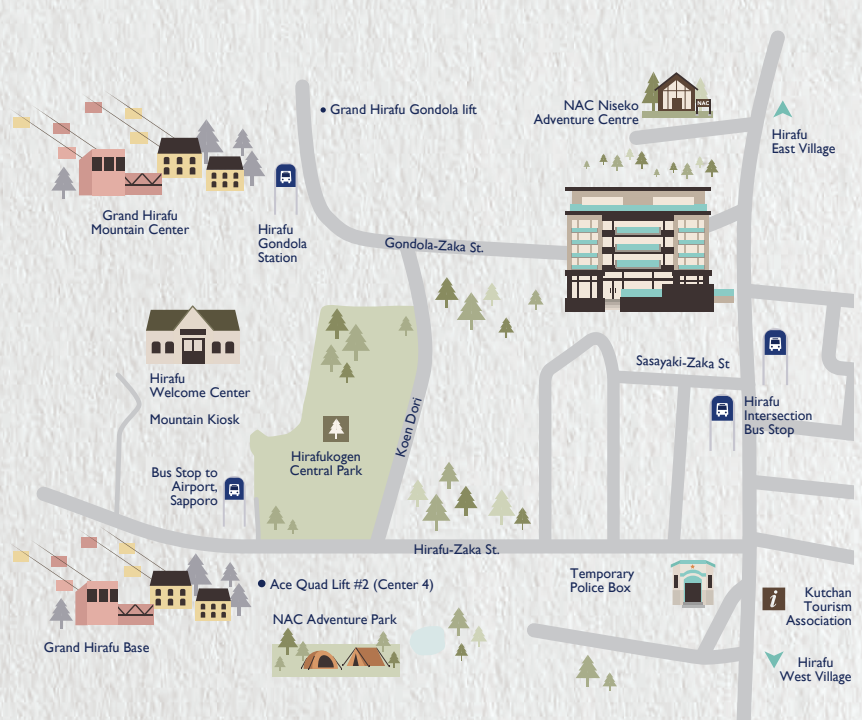 Grand Hirafu Gondola lift
NAC Niseko
Adventure Centre
NAC
Hirafu
East Village
Grand Hirafu
Mountain Center
Hirafu
Gondola
Station
Gondola-Zaka St.
Hirafu
Welcome Center
Mountain Kiosk
Sasayaki-Zaka St
Hirafu
Intersection
Bus Stop
Koen Dori
Hirafukogen
Central Park
Bus Stop to
Airport,
Sapporo
Hirafu-Zaka St.
Ace Quad Lift #2 (Center 4)
Temporary
Police Box
i
Kutchan
Tourism
Association
NAC Adventure Park
Grand Hirafu Base
Hirafu
West Village